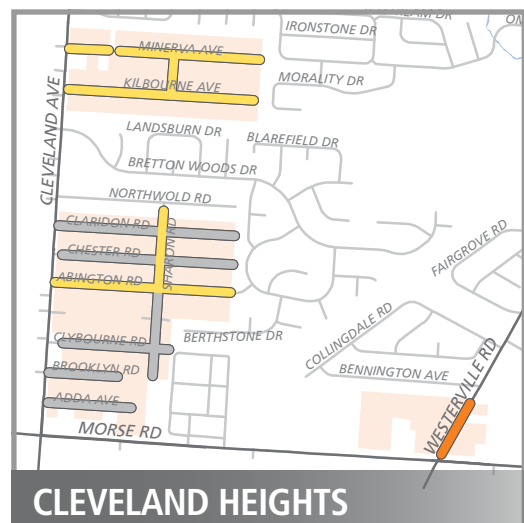 IRONSTONE DR
MINERVA AVE
MORALITY DR
KILBOURNE AVE
CLEVELAND AVE
LANDSBURN DR
BLAREFIELD DR
BRETTON WOODS DR
NORTHWOLD RD
CLARIDON RD
SHARON RD
CHESTER RD
FAIRGROVE RD
ABINGTON RD
COLLINGDALE RD
CLYBOURNE RD
BERTHSTONE DR
BROOKLYN RD
BENNINGTON AVE
WESTERVILLE RD
ADDA AVE
MORSE RD
CLEVELAND HEIGHTS